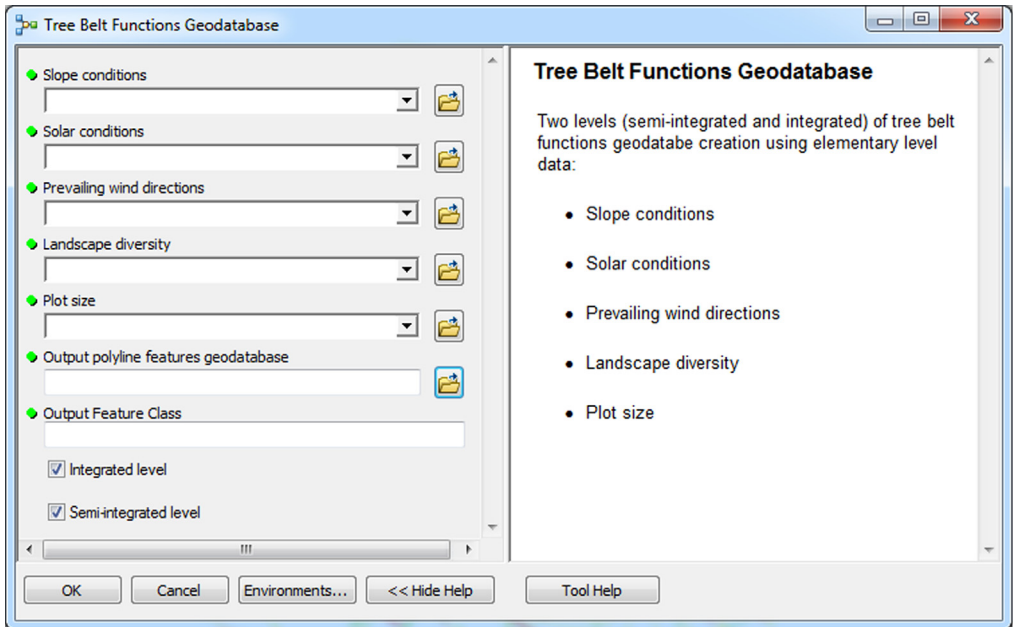 Tree Belt Functions Geodatabase
Slope conditions
Solar conditions
Prevailing wind directions
Landscape diversity
Plot size
Output polyline features geodatabase
Output Feature Class
Integrated level
Semi-integrated level
OK
Cancel
Environments...
<< Hide Help
Tree Belt Functions Geodatabase
Two levels (semi-integrated and integrated) of tree belt
functions geodatabe creation using elementary level
data:
• Slope conditions
• Solar conditions
• Prevailing wind directions
• Landscape diversity
• Plot size
Tool Help